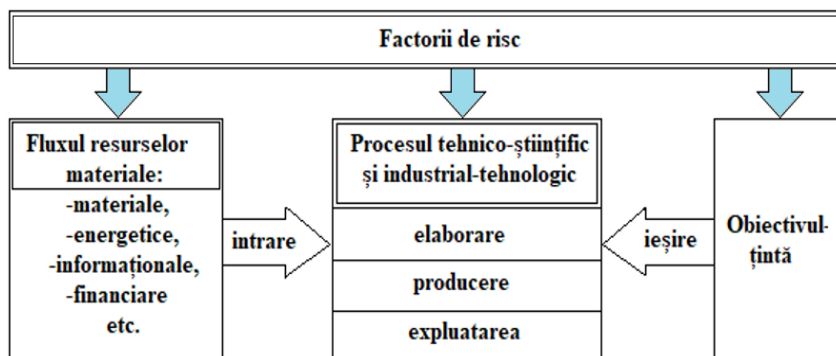 Factorii de risc
Fluxul resurselor
materiale:
-materiale,
-energetice,
-informaționale,
-financiare
etc.
intrare
Procesul tehnico-științific
și industrial-tehnologic
elaborare
producere
expluatarea
ieșire
Obiectivul-
țintă